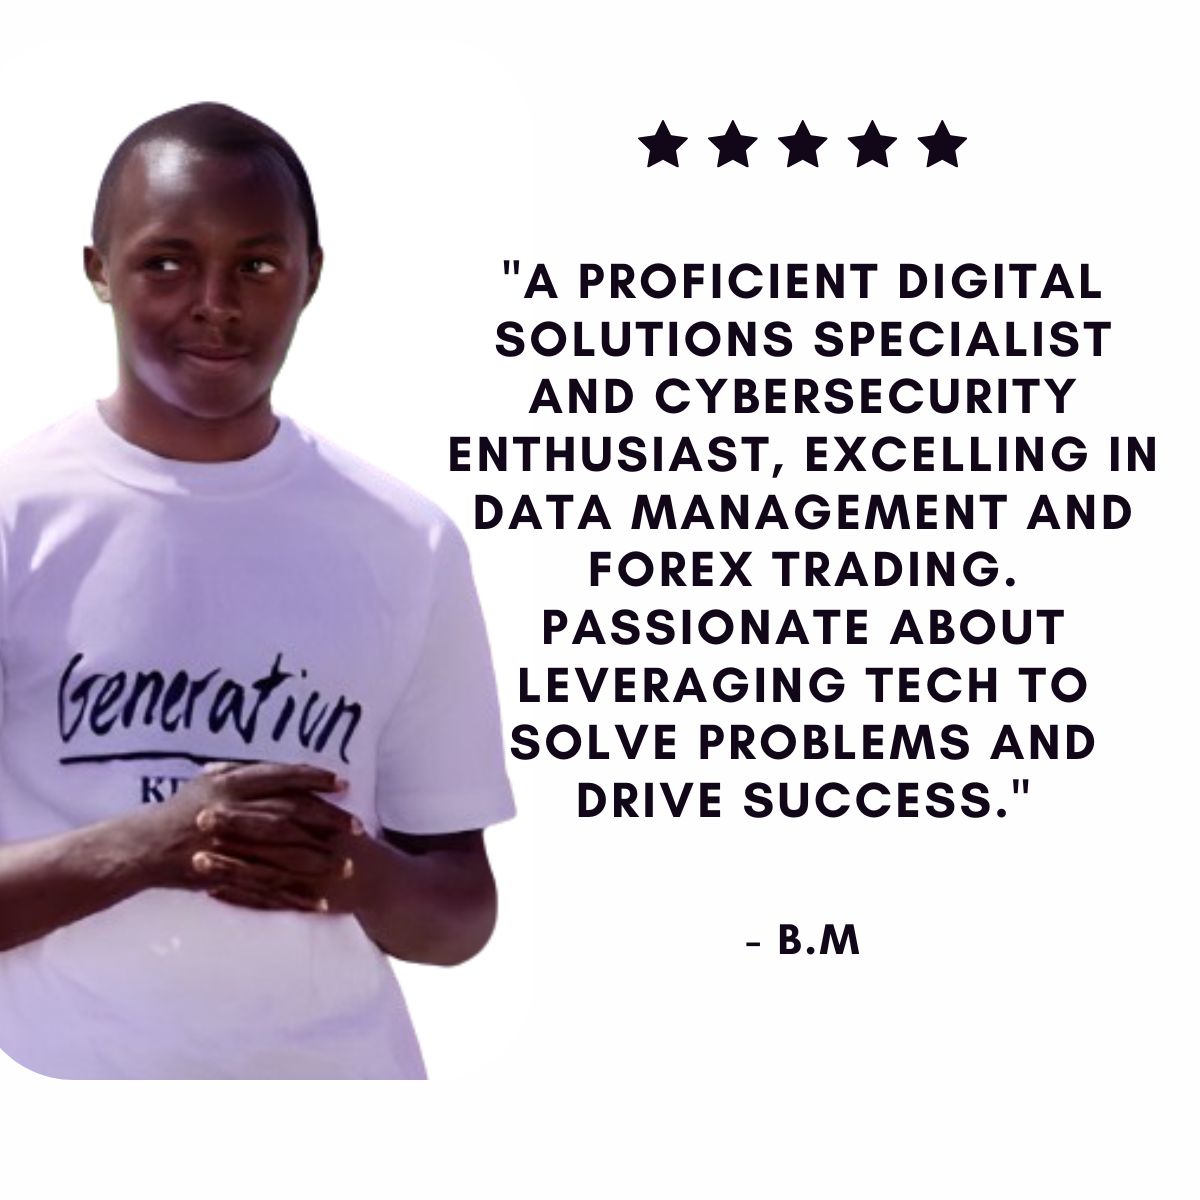 "A PROFICIENT DIGITAL
SOLUTIONS SPECIALIST
AND CYBERSECURITY
ENTHUSIAST, EXCELLING IN
DATA MANAGEMENT AND
FOREX TRADING.
PASSIONATE ABOUT
LEVERAGING TECH TO
SOLVE PROBLEMS AND
DRIVE SUCCESS."
- B.M
Generation